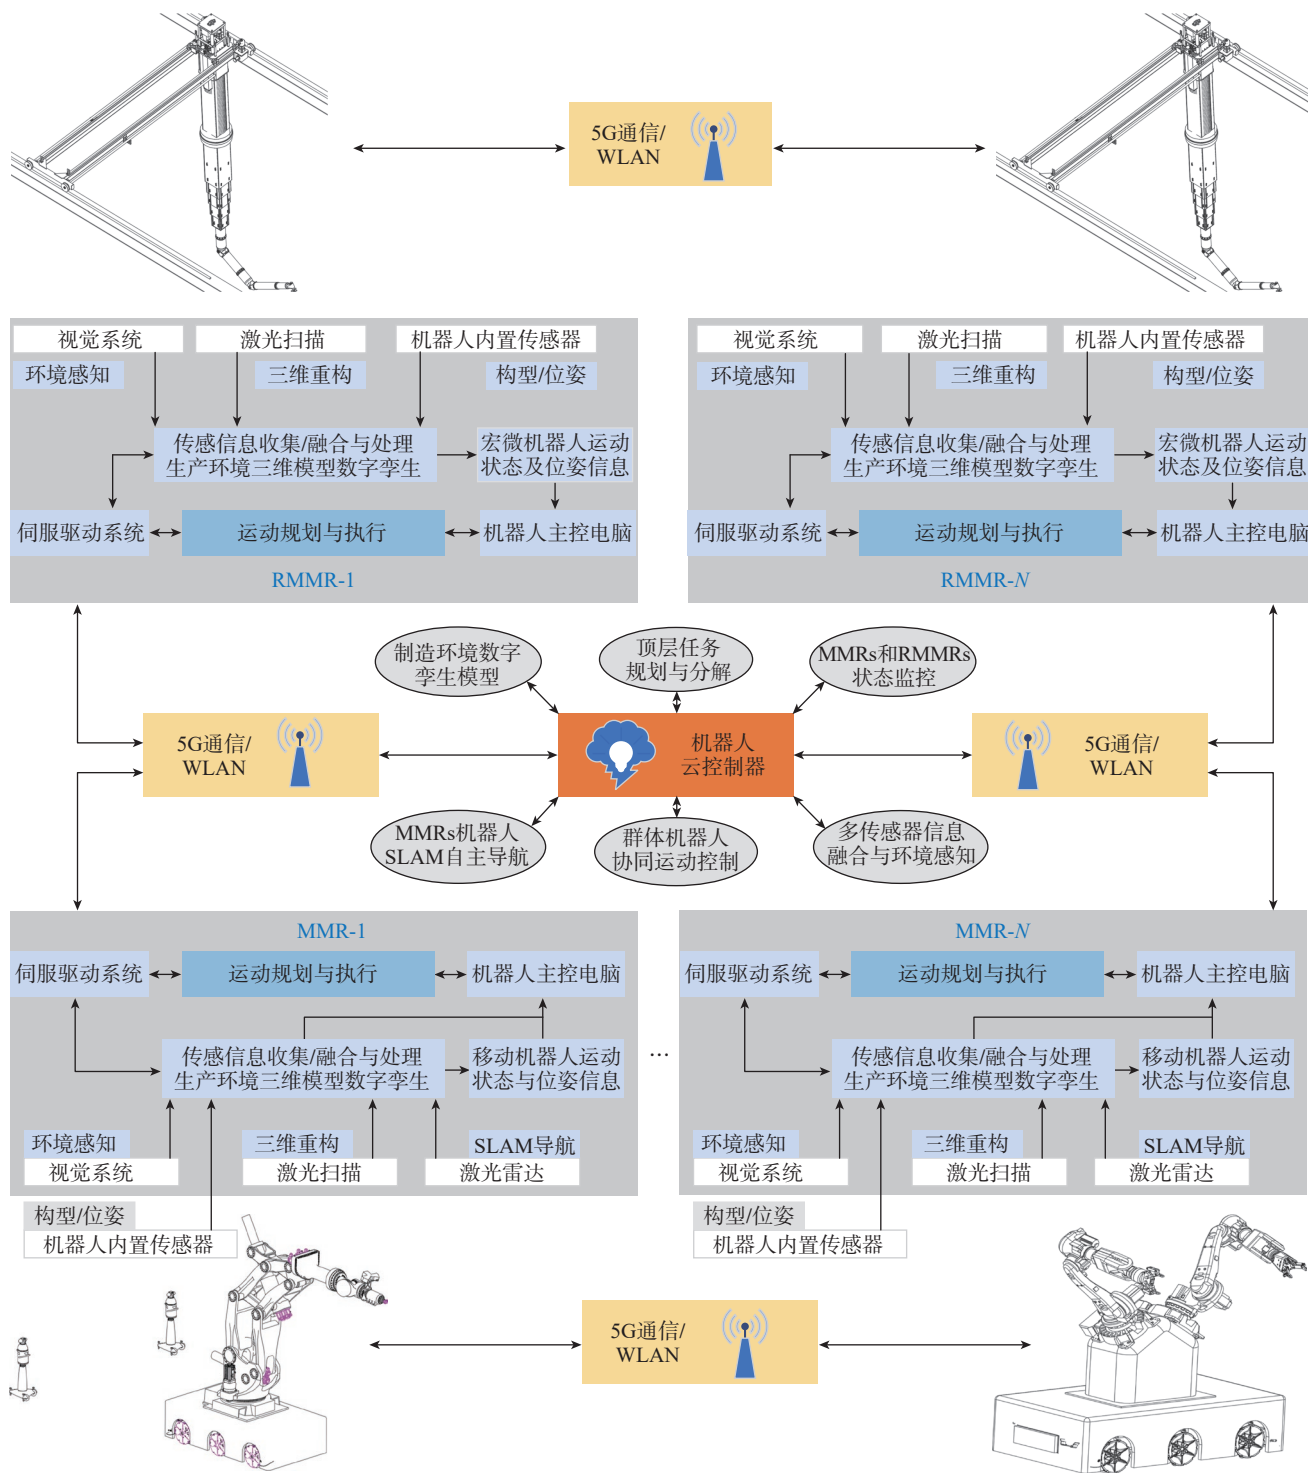 5G通信/
WLAN
视觉系统
激光扫描
机器人内置传感器
环境感知
三维重构
构型/位姿
传感信息收集/融合与处理
生产环境三维模型数字孪生
宏微机器人运动
状态及位姿信息
伺服驱动系统
运动规划与执行
机器人主控电脑
RMMR-1
视觉系统
激光扫描
机器人内置传感器
环境感知
三维重构
构型/位姿
传感信息收集/融合与处理
生产环境三维模型数字孪生
宏微机器人运动
状态及位姿信息
伺服驱动系统
运动规划与执行
机器人主控电脑
RMMR-N
制造环境数字
孪生模型
顶层任务
规划与分解
MMRs和RMMRs
状态监控
5G通信/
WLAN
机器人
云控制器
5G通信/
WLAN
MMRs机器人
SLAM自主导航
群体机器人
协同运动控制
多传感器信息
融合与环境感知
MMR-1
伺服驱动系统
运动规划与执行
机器人主控电脑
传感信息收集/融合与处理
生产环境三维模型数字孪生
移动机器人运动
状态与位姿信息
环境感知
三维重构
SLAM导航
视觉系统
激光扫描
激光雷达
构型/位姿
机器人内置传感器
...
MMR-N
伺服驱动系统
运动规划与执行
机器人主控电脑
传感信息收集/融合与处理
生产环境三维模型数字孪生
移动机器人运动
状态与位姿信息
环境感知
三维重构
SLAM导航
视觉系统
激光扫描
激光雷达
构型/位姿
机器人内置传感器
5G通信/
WLAN